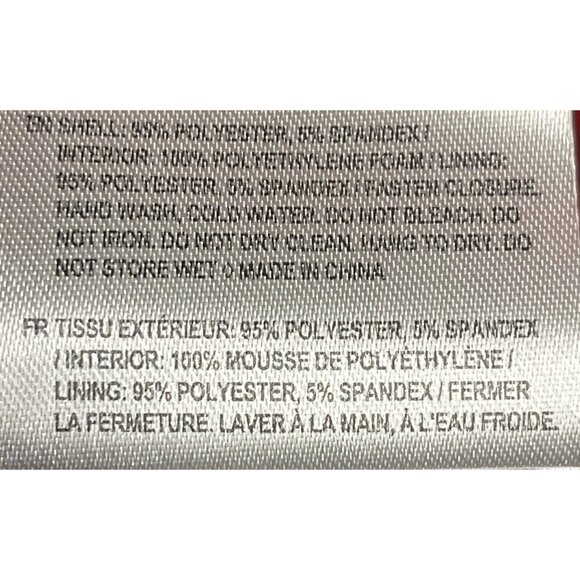 EN SHELL: 95% POLYESTER, 5% SPANDEX /
INTERIOR: 100% POLYETHYLENE FOAM / LINING:
95% POLYESTER, 5% SPANDEX / FASTEN CLOSURE.
HAND WASH, COLD WATER. DO NOT BLEACH. DO
NOT IRON. DO NOT DRY CLEAN. HANG TO DRY. DO
NOT STORE WET ◊ MADE IN CHINA
FR TISSU EXTÉRIEUR: 95% POLYESTER, 5% SPANDEX
/ INTERIOR: 100% MOUSSE DE POLYÉTHYLÈNE /
LINING: 95% POLYESTER, 5% SPANDEX / FERMER
LA FERMETURE. LAVER À LA MAIN, À L'EAU FROIDE.